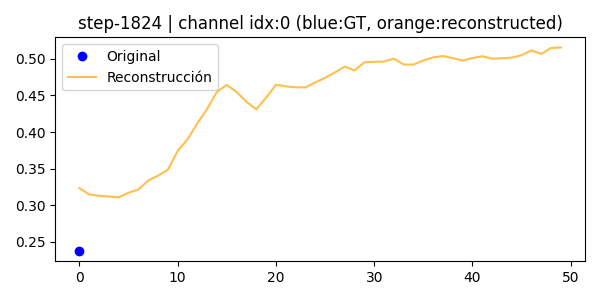 step-1824 | channel idx:0 (blue:GT, orange:reconstructed)
Original
Reconstrucción
0.50
0.45
0.40
0.35
0.30
0.25
0 10 20 30 40 50